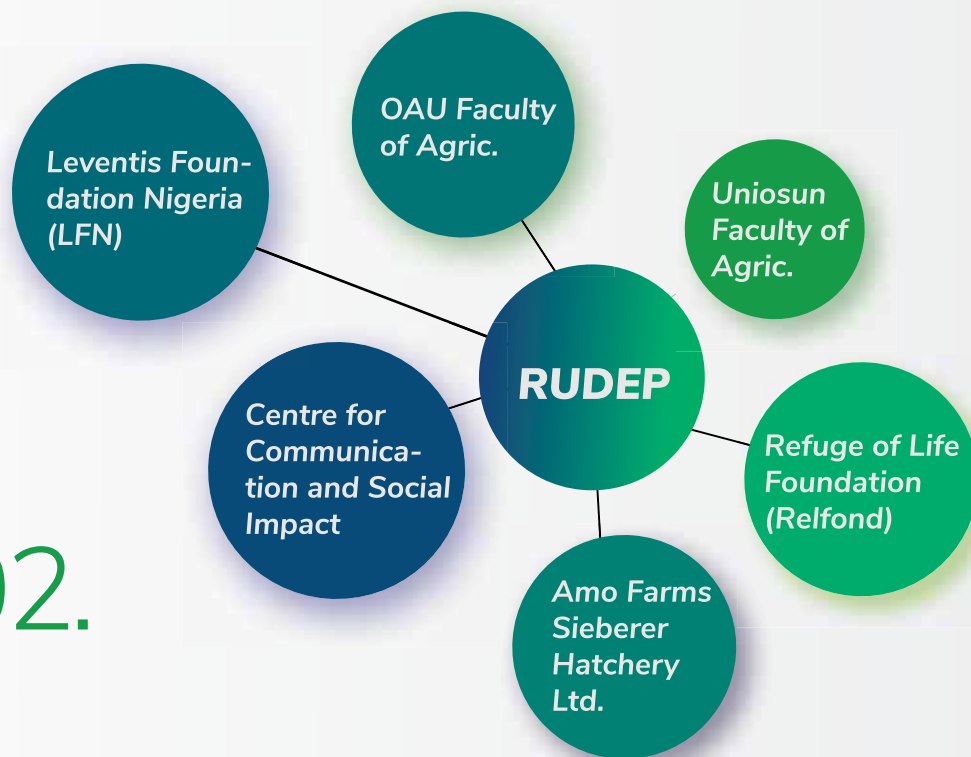 OAU Faculty
of Agric.
Leventis Foun-
dation Nigeria
(LFN)
Uniosun
Faculty of
Agric.
RUDEP
Centre for
Communica-
tion and Social
Impact
Refuge of Life
Foundation
(Relfond)
02.
Amo Farms
Sieberer
Hatchery
Ltd.